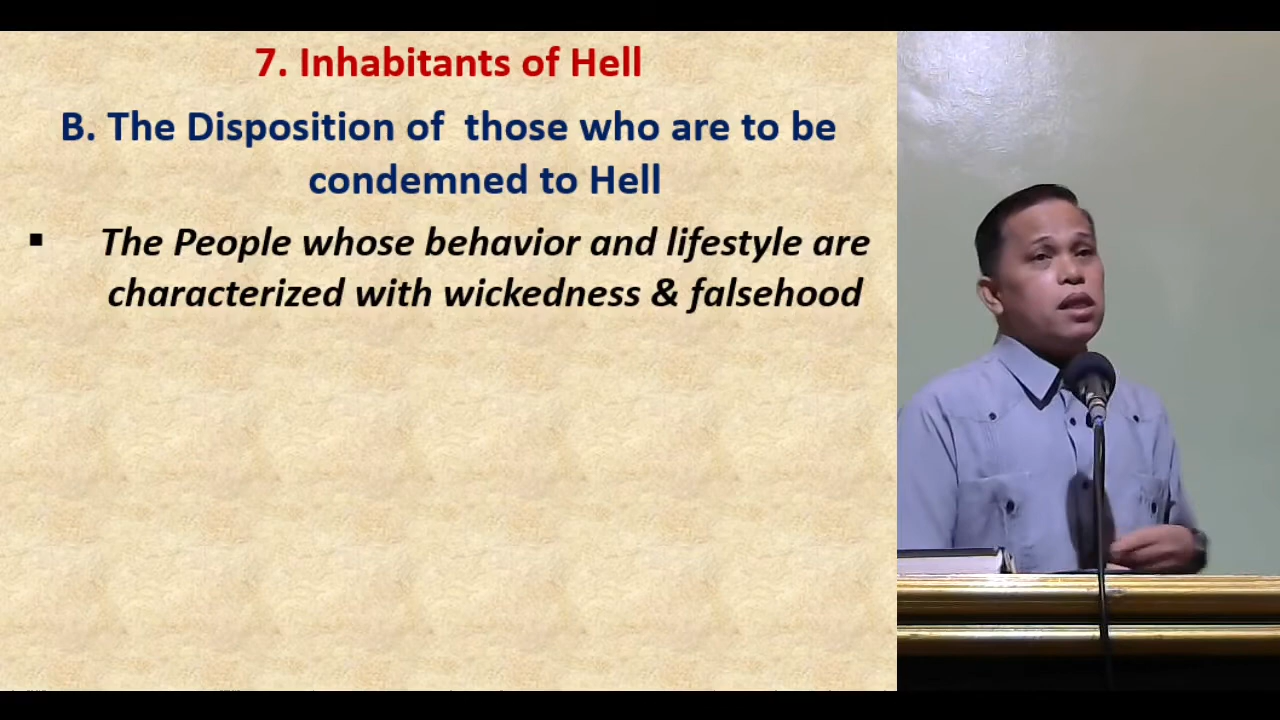 7. Inhabitants of Hell
B. The Disposition of those who are to be
condemned to Hell
▪ The People whose behavior and lifestyle are
characterized with wickedness & falsehood